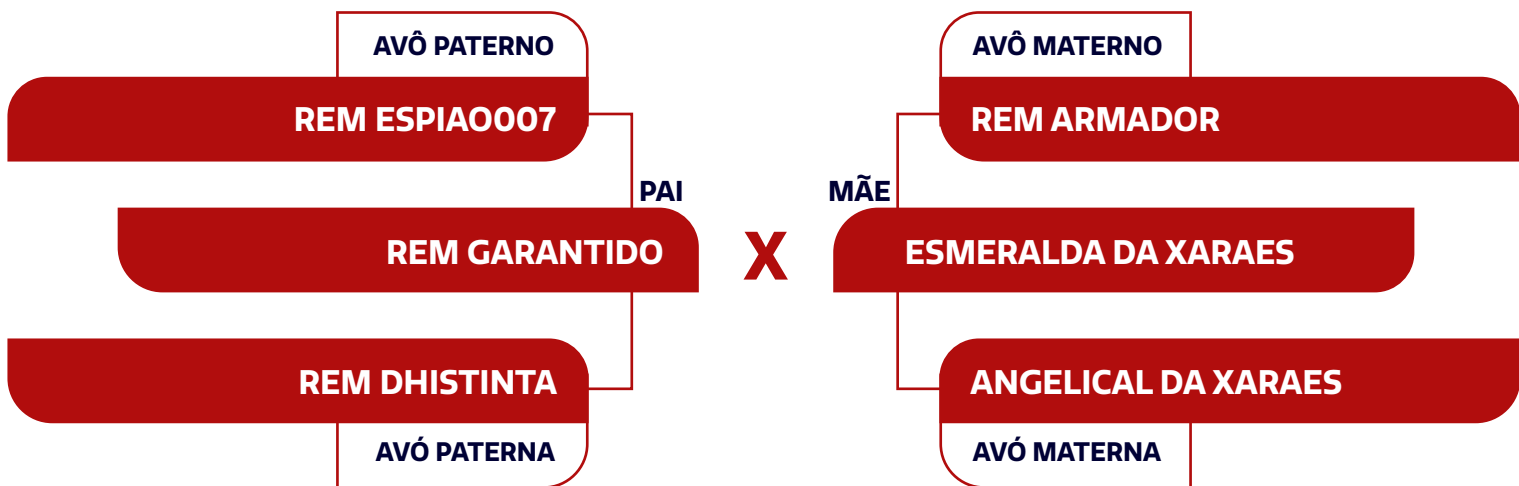 AVÔ PATERNO
REM ESPIAO007
PAI
REM GARANTIDO
REM DHISTINTA
AVÓ PATERNA
X
AVÔ MATERNO
REM ARMADOR
MÃE
ESMERALDA DA XARAES
ANGELICAL DA XARAES
AVÓ MATERNA